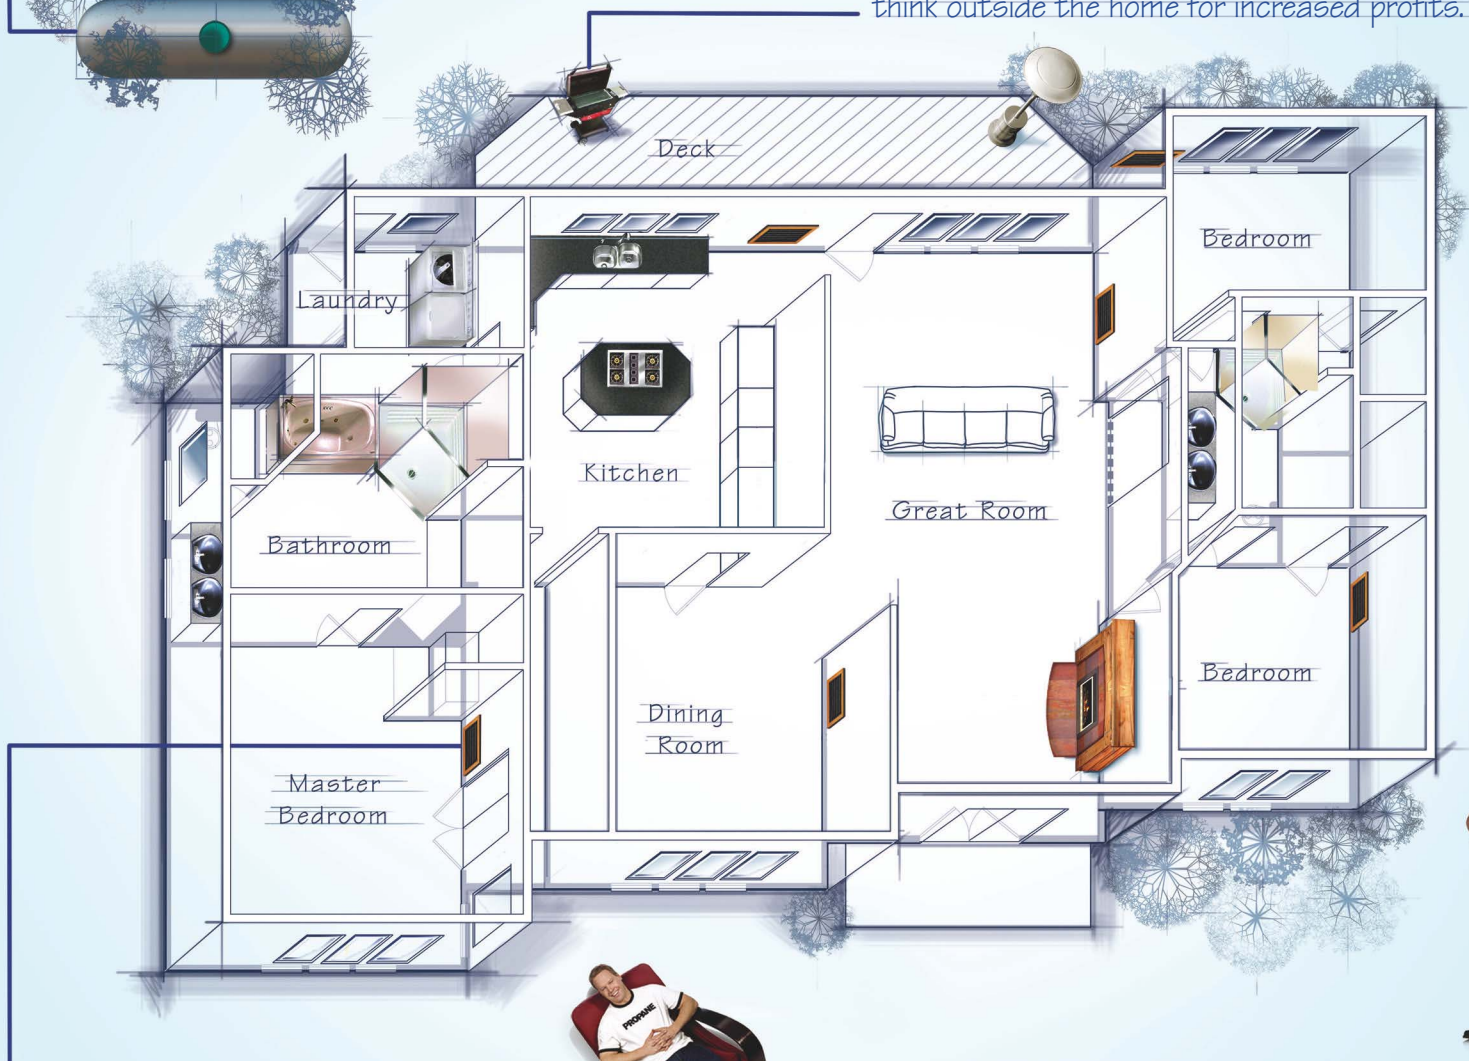 think outside the home for increased profits.
Deck
Bedroom
Laundry
Kitchen
Great Room
Bathroom
Bedroom
Dining
Room
Master
Bedroom
PROPANE